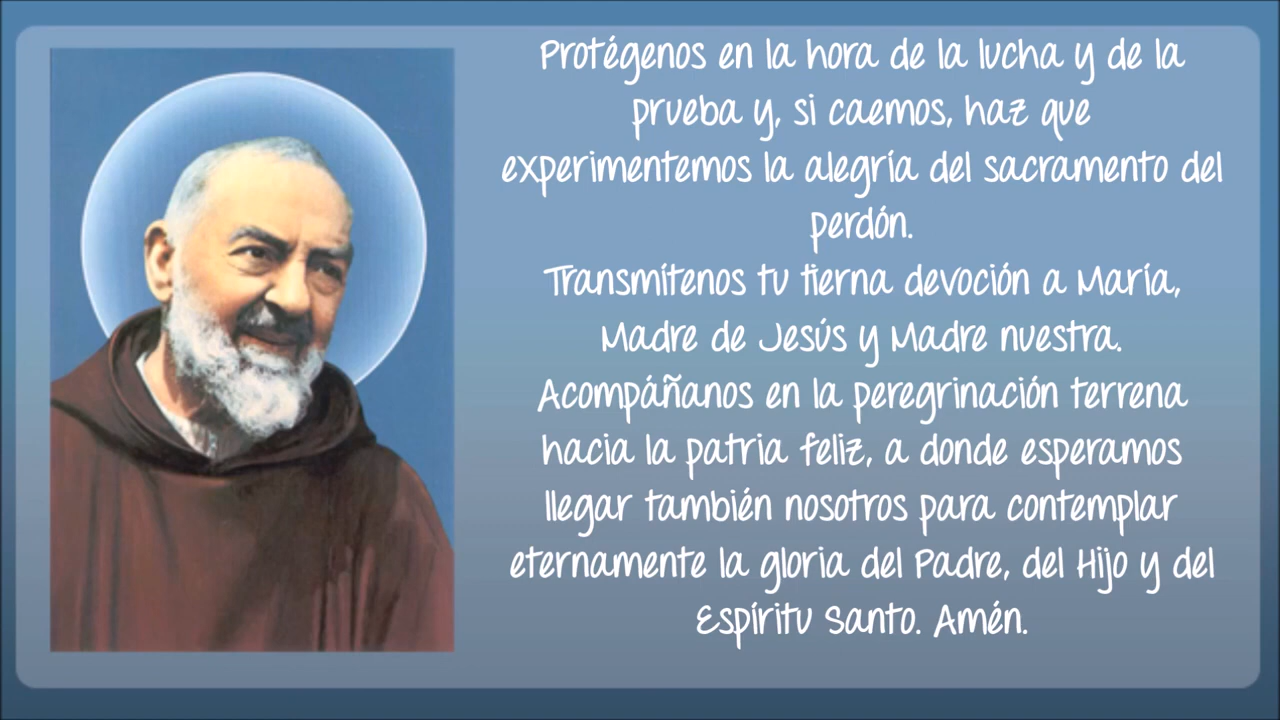 Protégenos en la hora de la lucha y de la
prueba y, si caemos, haz que
experimentemos la alegría del sacramento del
perdón.
Transmítenos tu tierna devoción a María,
Madre de Jesús y Madre nuestra.
Acompáñanos en la peregrinación terrena
hacia la patria feliz, a donde esperamos
llegar también nosotros para contemplar
eternamente la gloria del Padre, del Hijo y del
Espíritu Santo. Amén.